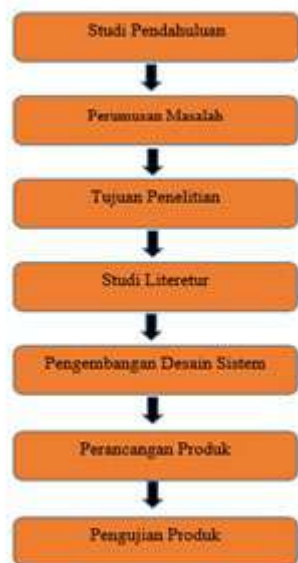 Studi Pendahuluan
Perumusan Masalah
Tujuan Penelitian
Studi Literetur
Pengembangan Desain Sistem
Perancangan Produk
Pengujian Produk